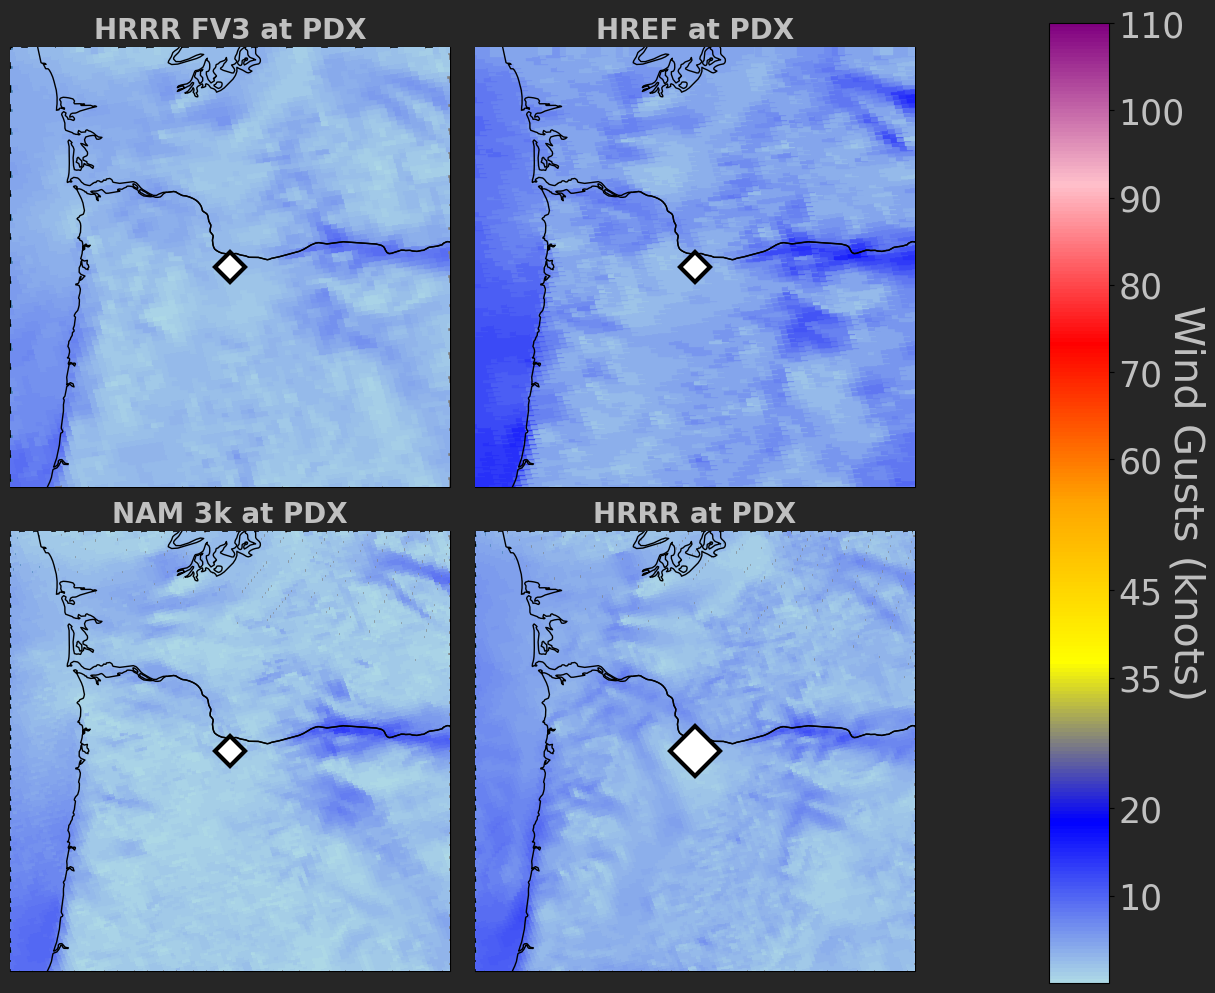 HRRR FV3 at PDX
HREF at PDX
NAM 3k at PDX
HRRR at PDX
110
100
90
80
70
60
45
35
20
10
Wind Gusts (knots)